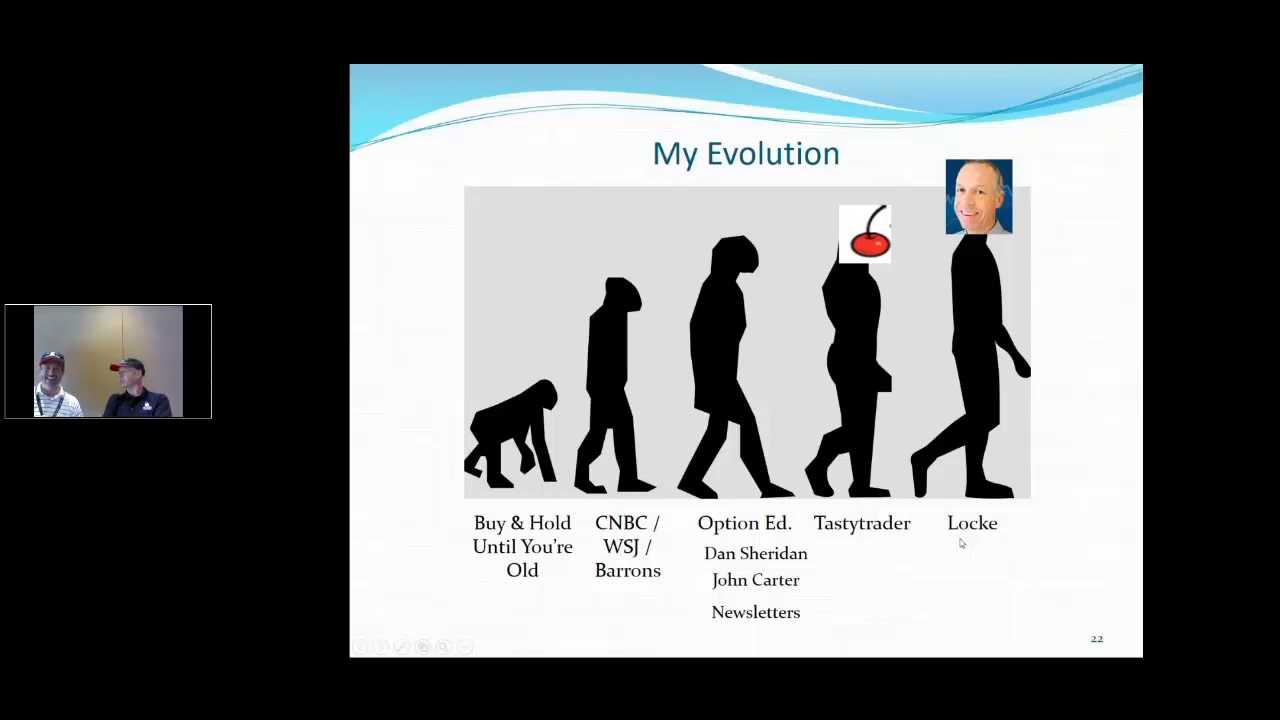 My Evolution
Buy & Hold
Until You're
Old
CNBC /
WSJ /
Barrons
Option Ed.
Dan Sheridan
John Carter
Newsletters
Tastytrader
Locke
22